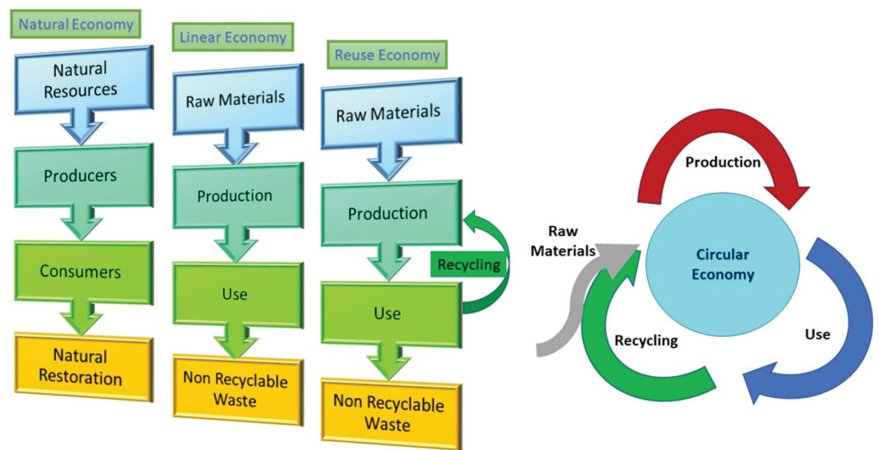 Natural Economy
Natural
Resources
Producers
Consumers
Natural
Restoration
Linear Economy
Raw Materials
Production
Use
Non Recyclable
Waste
Reuse Economy
Raw Materials
Production
Recycling
Use
Non Recyclable
Waste
Production
Raw
Materials
Circular
Economy
Recycling
Use